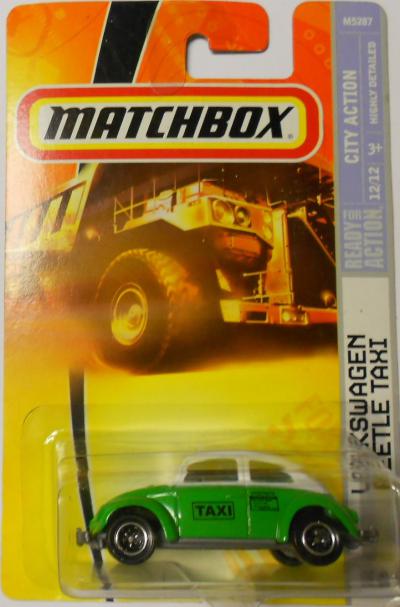 M5287
MATCHBOX®
CITY ACTION
HIGHLY DETAILED
READY FOR ACTION.
12/12 3+
VOLKSWAGEN
BEETLE TAXI
TAXI